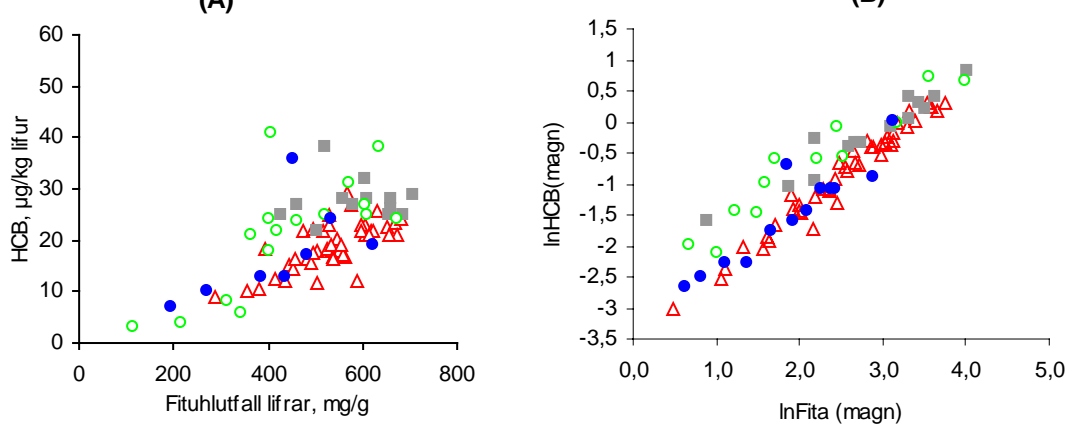 (A)
60
50
40
30
20
10
0
HCB, µg/kg lifur
0 200 400 600 800
Fituhlutfall lifrar, mg/g
(B)
1,5
1
0,5
0
-0,5
-1
-1,5
-2
-2,5
-3
-3,5
lnHCB(magn)
0,0 1,0 2,0 3,0 4,0 5,0
lnFita (magn)